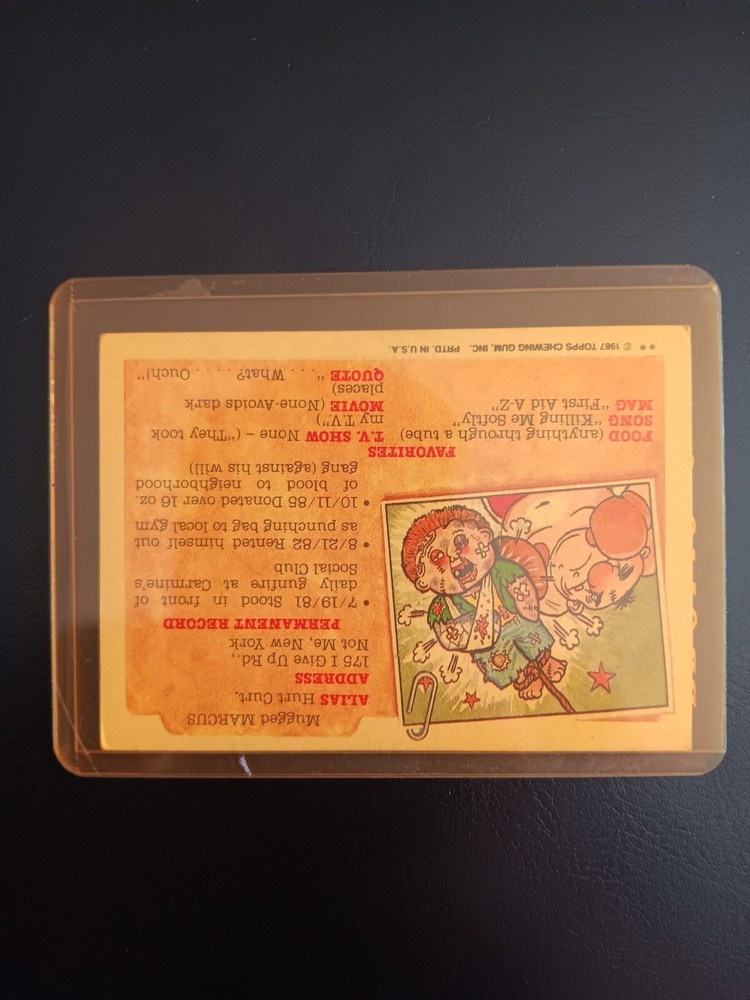 Mugged MARCUS
ALIAS Hurt Curt.
ADDRESS
175 I Give Up Rd.,
Not Me, New York
PERMANENT RECORD
• 7/19/81 Stood in front of
daily gunfire at Carmine's
Social Club
• 8/21/82 Rented himself out
as punching bag to local gym
• 10/11/85 Donated over 16 oz.
of blood to neighborhood
gang (against his will)
FAVORITES
FOOD (anything through a tube)
SONG "Killing Me Softly"
MAG "First Aid A-Z"
T.V. SHOW None – ("They took
my T.V.")
MOVIE (None-Avoids dark
places)
QUOTE ". . . . What? . . . . . Ouch!"
** © 1987 TOPPS CHEWING GUM, INC. PRTD. IN U.S.A.